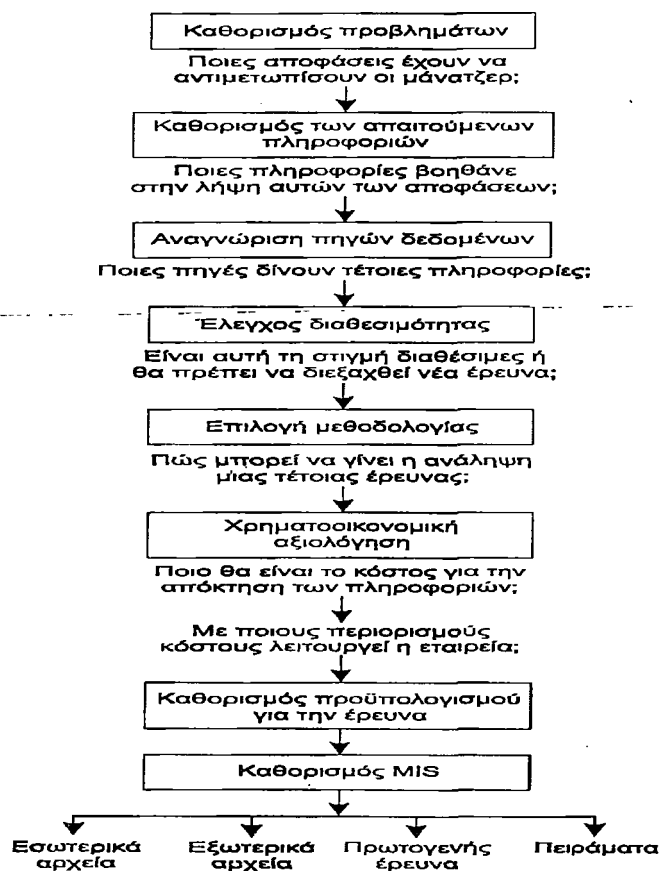 Καθορισμός προβλημάτων
Ποιες αποφάσεις έχουν να
αντιμετωπίσουν οι μάνατζερ;
Καθορισμός των απαιτούμενων
πληροφοριών
Ποιες πληροφορίες βοηθάνε
στην λήψη αυτών των αποφάσεων;
Αναγνώριση πηγών δεδομένων
Ποιες πηγές δίνουν τέτοιες πληροφορίες;
Έλεγχος διαθεσιμότητας
Είναι αυτή τη στιγμή διαθέσιμες ή
θα πρέπει να διεξαχθεί νέα έρευνα;
Επιλογή μεθοδολογίας
Πώς μπορεί να γίνει η ανάληψη
μίας τέτοιας έρευνας;
Χρηματοοικονομική
αξιολόγηση
Ποιο θα είναι το κόστος για την
απόκτηση των πληροφοριών;
Με ποιους περιορισμούς
κόστους λειτουργεί η εταιρεία;
Καθορισμός προϋπολογισμού
για την έρευνα
Καθορισμός MIS
Εσωτερικά Εξωτερικά Πρωτογενής Πειράματα
αρχεία αρχεία έρευνα